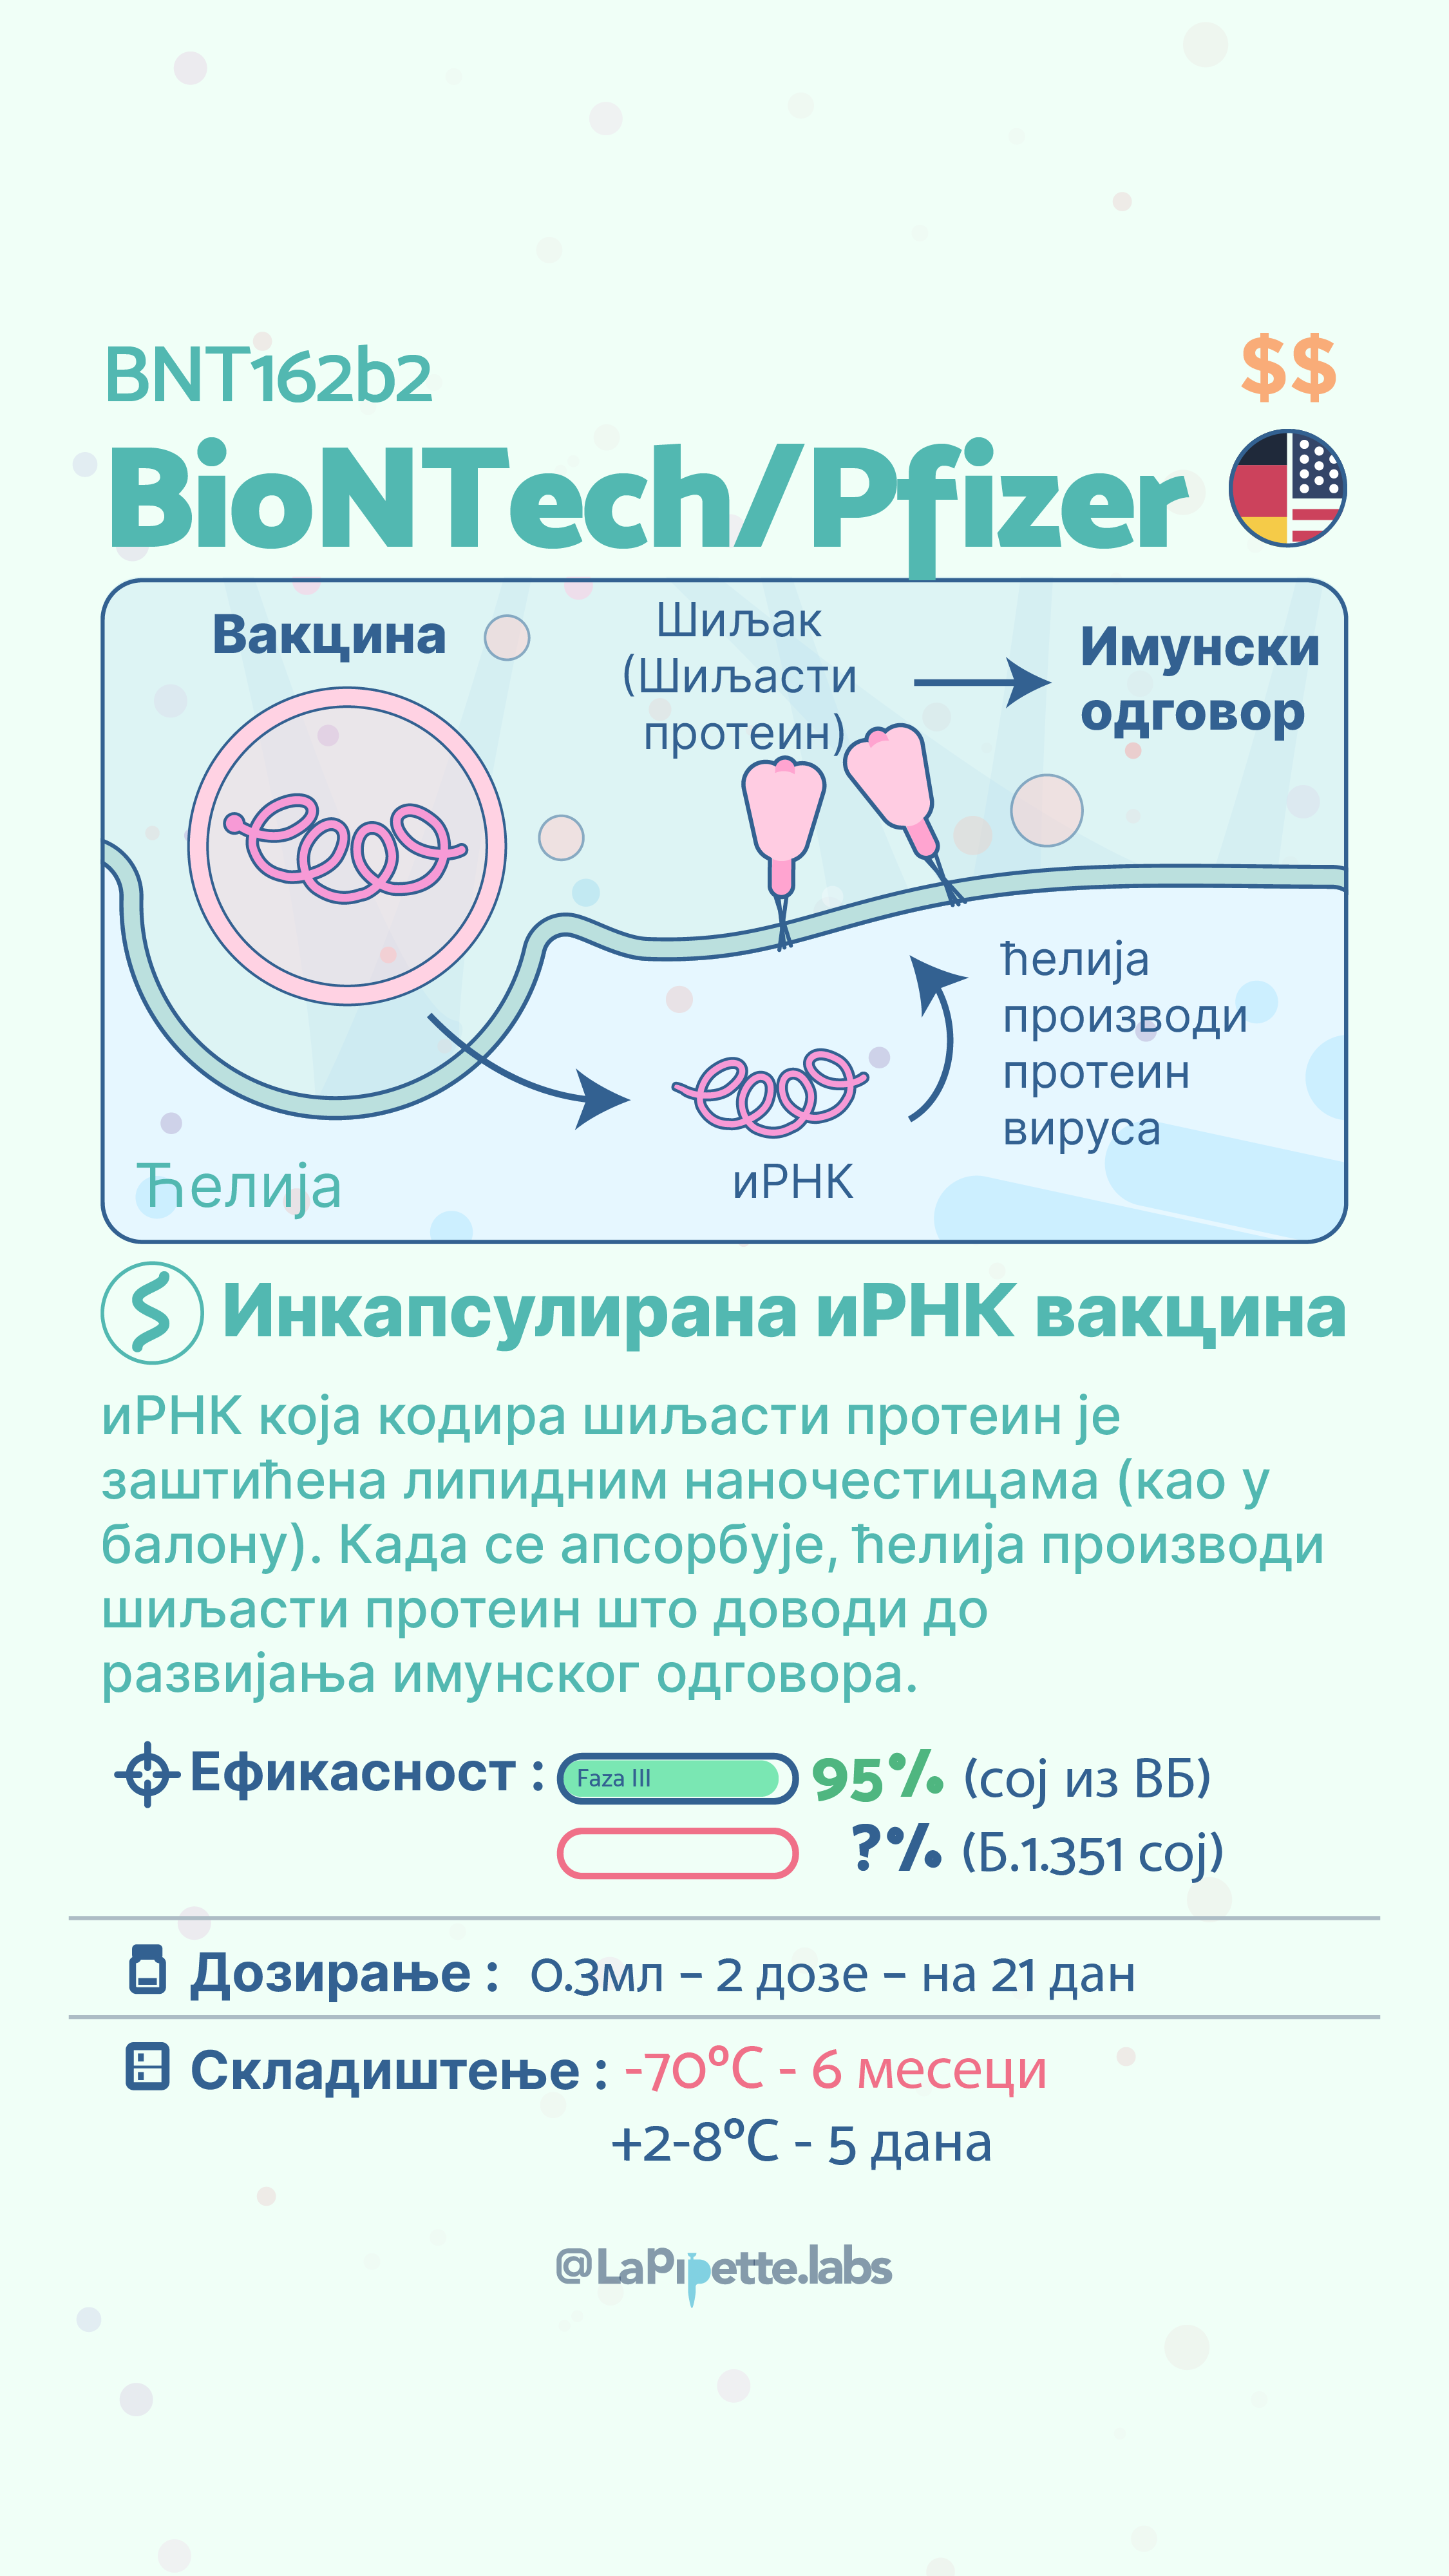 BNT162b2
$$
BioNTech/Pfizer
Вакцина
Шиљак
(Шиљасти
протеин)
Имунски
одговор
ћелија
производи
протеин
вируса
иРНК
Ћелија
Инкапсулирана иРНК вакцина
иРНК која кодира шиљасти протеин је
заштићена липидним наночестицама (као у
балону). Када се апсорбује, ћелија производи
шиљасти протеин што доводи до
развијања имунског одговора.
Ефикасност : Faza III 95% (сој из ВБ)
?% (Б.1.351 сој)
Дозирање : 0.3мл – 2 дозе – на 21 дан
Складиштење : -70°C - 6 месеци
+2-8°C - 5 дана
@LaPipette.labs